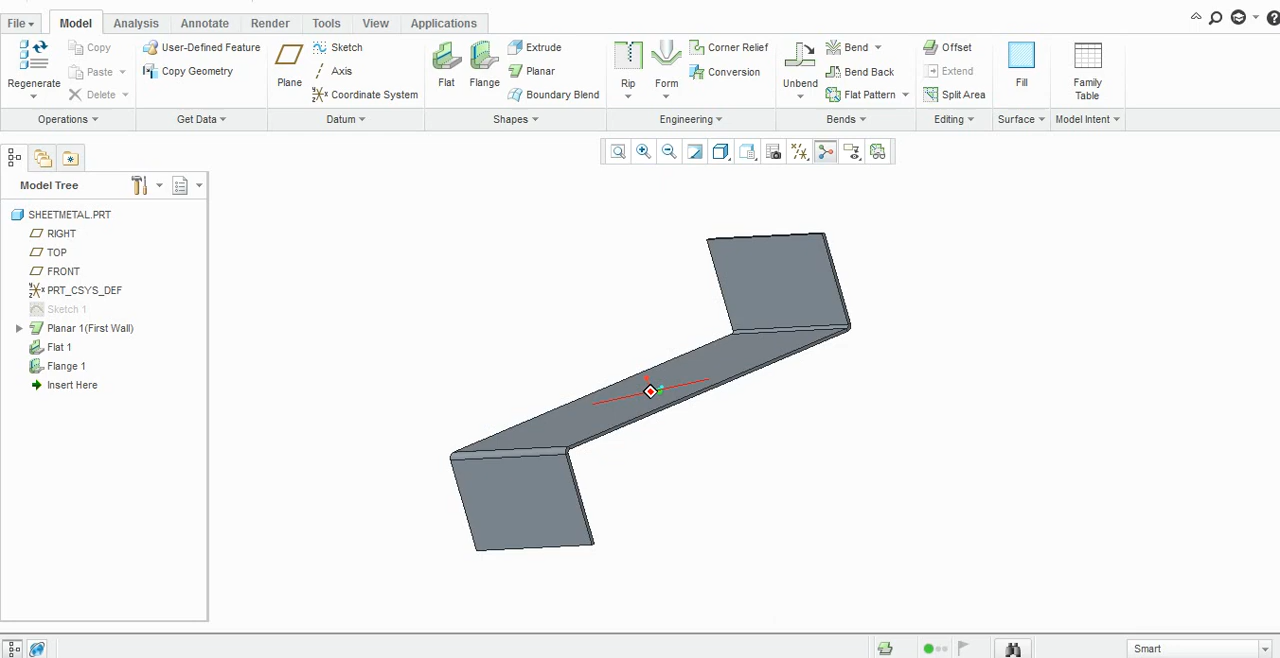 File
Model
Analysis
Annotate
Render
Tools
View
Applications
Regenerate
Copy
Paste
Delete
User-Defined Feature
Copy Geometry
Plane
Sketch
Axis
Coordinate System
Flat
Flange
Extrude
Planar
Boundary Blend
Rip
Form
Corner Relief
Conversion
Unbend
Bend
Bend Back
Flat Pattern
Offset
Extend
Split Area
Fill
Family
Table
Operations
Get Data
Datum
Shapes
Engineering
Bends
Editing
Surface
Model Intent
Model Tree
SHEETMETAL.PRT
RIGHT
TOP
FRONT
PRT_CSYS_DEF
Sketch 1
Planar 1(First Wall)
Flat 1
Flange 1
Insert Here
Smart